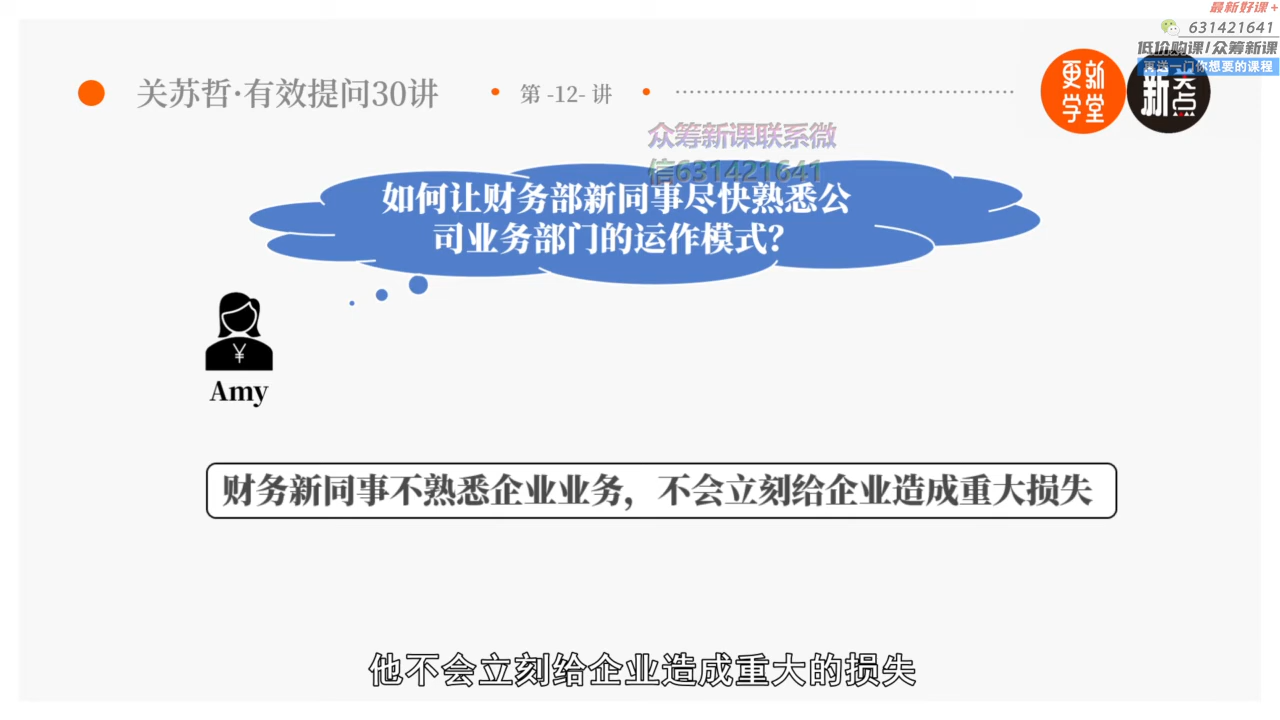 最新好课+
631421641
低价购课/众筹新课
再送一门你想要的课程
关苏哲·有效提问30讲
第 -12- 讲
更新学堂
新关点
众筹新课联系微
信631421641
如何让财务部新同事尽快熟悉公
司业务部门的运作模式？
¥
Amy
财务新同事不熟悉企业业务，不会立刻给企业造成重大损失
他不会立刻给企业造成重大的损失